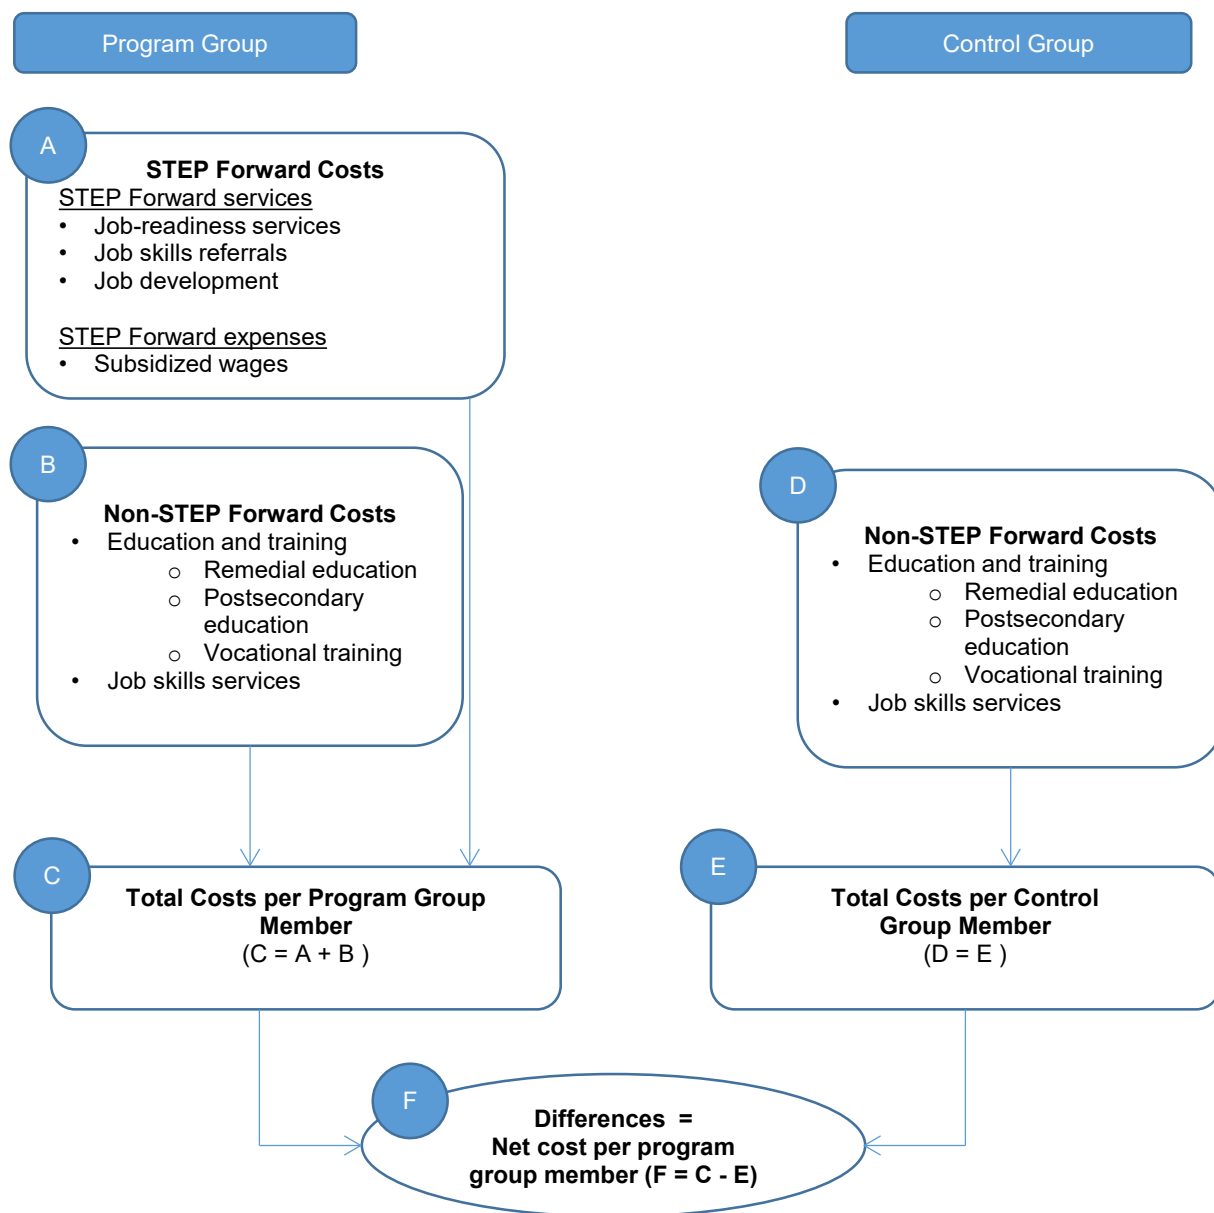 Program Group
Control Group
A
STEP Forward Costs
STEP Forward services
• Job-readiness services
• Job skills referrals
• Job development
STEP Forward expenses
• Subsidized wages
B
Non-STEP Forward Costs
• Education and training
o Remedial education
o Postsecondary
education
o Vocational training
• Job skills services
D
Non-STEP Forward Costs
• Education and training
o Remedial education
o Postsecondary
education
o Vocational training
• Job skills services
C
Total Costs per Program Group
Member
(C = A + B )
E
Total Costs per Control
Group Member
(D = E )
F
Differences =
Net cost per program
group member (F = C - E)